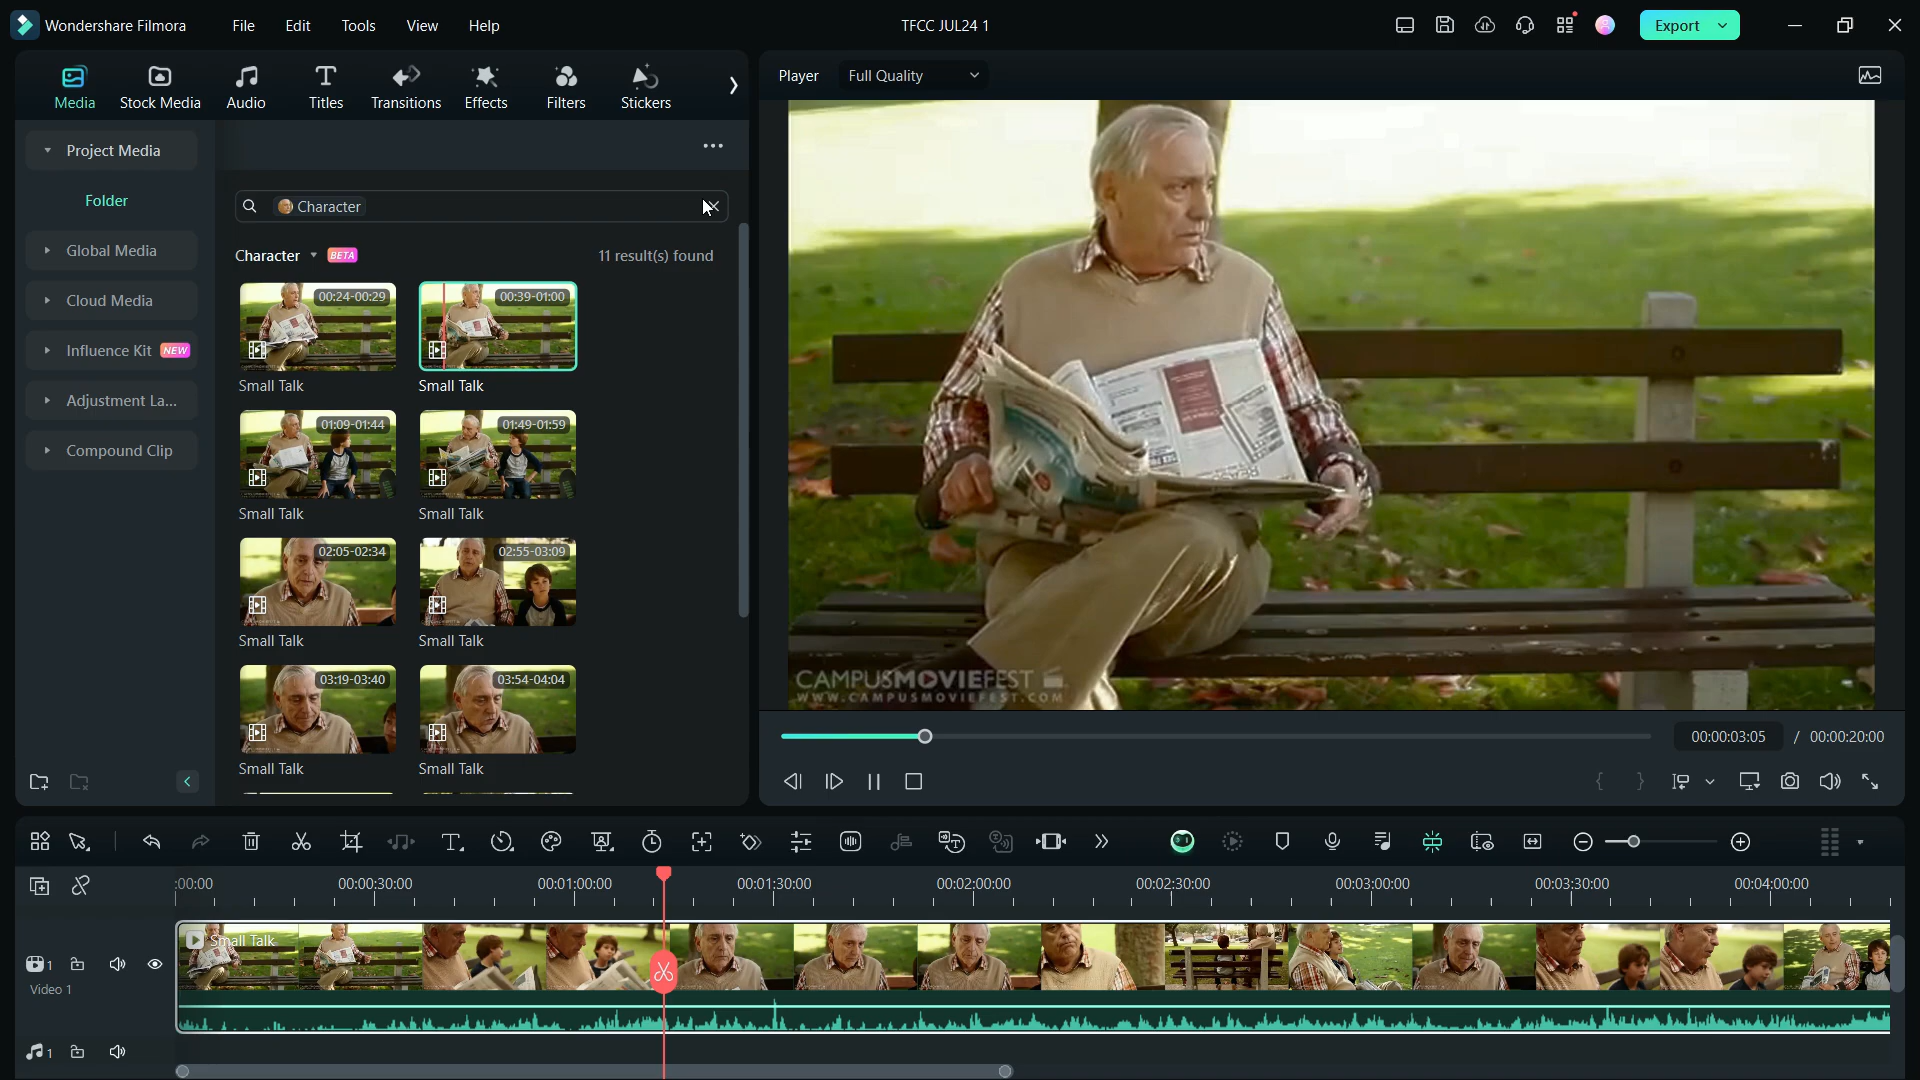 Wondershare Filmora
File Edit Tools View Help
TFCC JUL24 1
Export
Media Stock Media Audio Titles Transitions Effects Filters Stickers
Player Full Quality
Project Media
Folder
Global Media
Cloud Media
Influence Kit NEW
Adjustment La...
Compound Clip
Character
Character BETA 11 result(s) found
00:24-00:29 00:39-01:00
Small Talk Small Talk
01:09-01:44 01:49-01:59
Small Talk Small Talk
02:05-02:34 02:55-03:09
Small Talk Small Talk
03:19-03:40 03:54-04:04
Small Talk Small Talk
CAMPUSMOVIEFEST
WWW.CAMPUSMOVIEFEST.COM
00:00:03:05 / 00:00:20:00
:00:00 00:00:30:00 00:01:00:00 00:01:30:00 00:02:00:00 00:02:30:00 00:03:00:00 00:03:30:00 00:04:00:00
Small Talk
1
Video 1
1